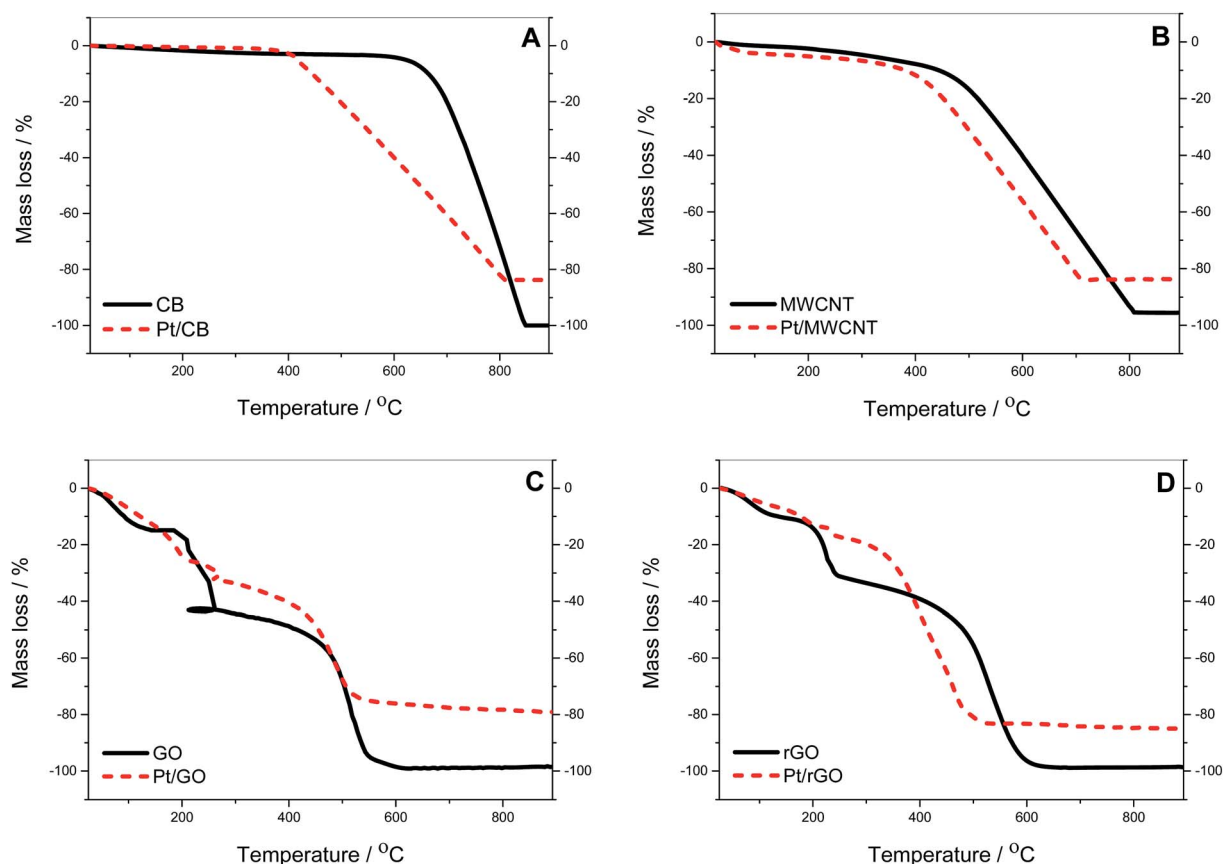 A
0 0
-20 -20
-40 -40
-60 -60
-80 -80
-100 -100
Mass loss / %
CB
Pt/CB
200 400 600 800
Temperature / °C
B
0 0
-20 -20
-40 -40
-60 -60
-80 -80
-100 -100
Mass loss / %
MWCNT
Pt/MWCNT
200 400 600 800
Temperature / °C
C
0 0
-20 -20
-40 -40
-60 -60
-80 -80
-100 -100
Mass loss / %
GO
Pt/GO
200 400 600 800
Temperature / °C
D
0 0
-20 -20
-40 -40
-60 -60
-80 -80
-100 -100
Mass loss / %
rGO
Pt/rGO
200 400 600 800
Temperature / °C